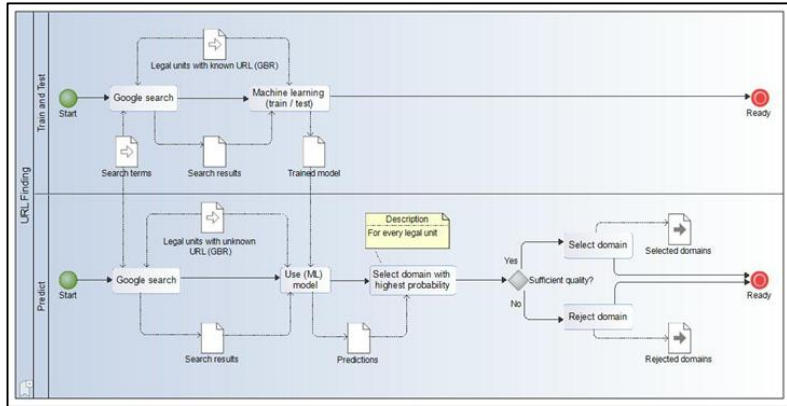 URL Finding
Train and Test
Start
Google search
Legal units with known URL (GBR)
Machine learning
(train / test)
Search terms
Search results
Trained model
Ready
Predict
Start
Google search
Legal units with unknown
URL (GBR)
Use (ML)
model
Search results
Predictions
Description
For every legal unit
Select domain with
highest probability
Sufficient quality?
Yes
No
Select domain
Selected domains
Reject domain
Rejected domains
Ready